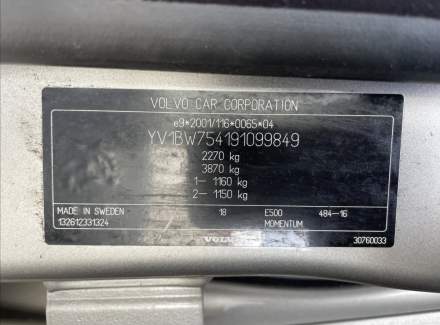 VOLVO CAR CORPORATION
e9*2001/116*0065*04
YV1BW754191099849
2270 kg
3870 kg
1- 1160 kg
2- 1150 kg
MADE IN SWEDEN 18 E500 484-16
132612331324 MOMENTUM
VOLVO 30760033